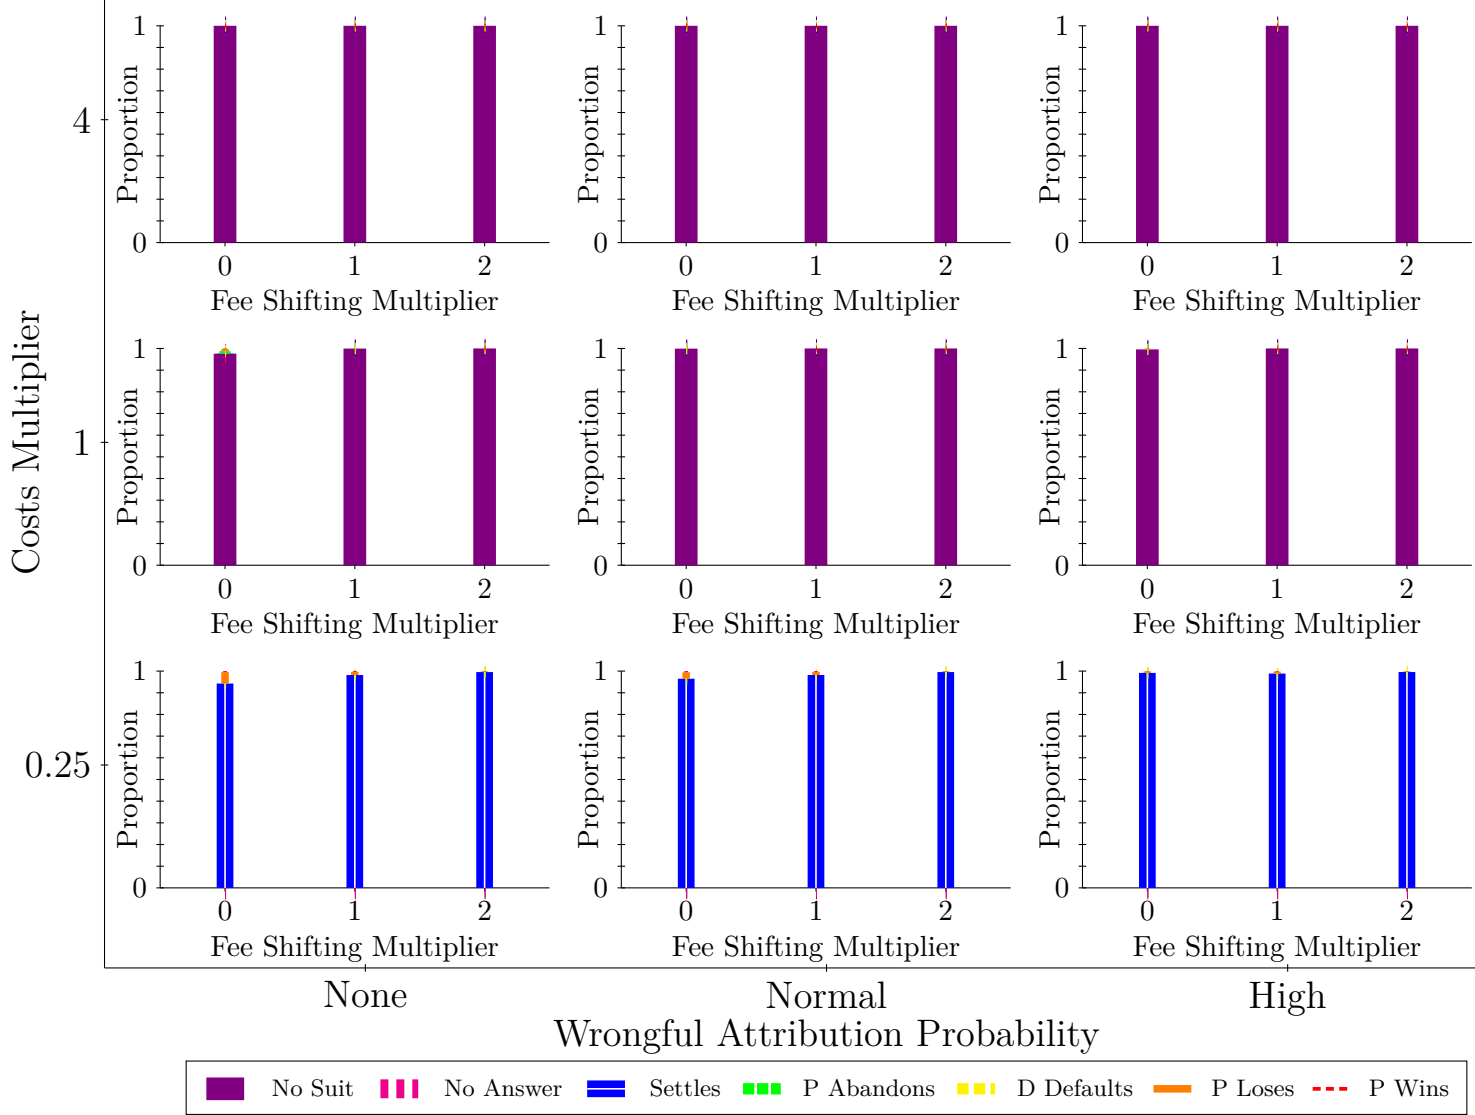 Costs Multiplier
4
1
0.25
Proportion
1
0
0 1 2
Fee Shifting Multiplier
Proportion
1
0
0 1 2
Fee Shifting Multiplier
Proportion
1
0
0 1 2
Fee Shifting Multiplier
Proportion
1
0
0 1 2
Fee Shifting Multiplier
Proportion
1
0
0 1 2
Fee Shifting Multiplier
Proportion
1
0
0 1 2
Fee Shifting Multiplier
Proportion
1
0
0 1 2
Fee Shifting Multiplier
Proportion
1
0
0 1 2
Fee Shifting Multiplier
Proportion
1
0
0 1 2
Fee Shifting Multiplier
None Normal High
Wrongful Attribution Probability
No Suit No Answer Settles P Abandons D Defaults P Loses P Wins